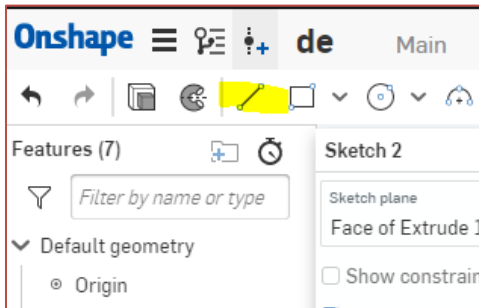 Onshape de Main
Features (7) Sketch 2
Filter by name or type Sketch plane
Face of Extrude 1
Default geometry
Show constrain
Origin